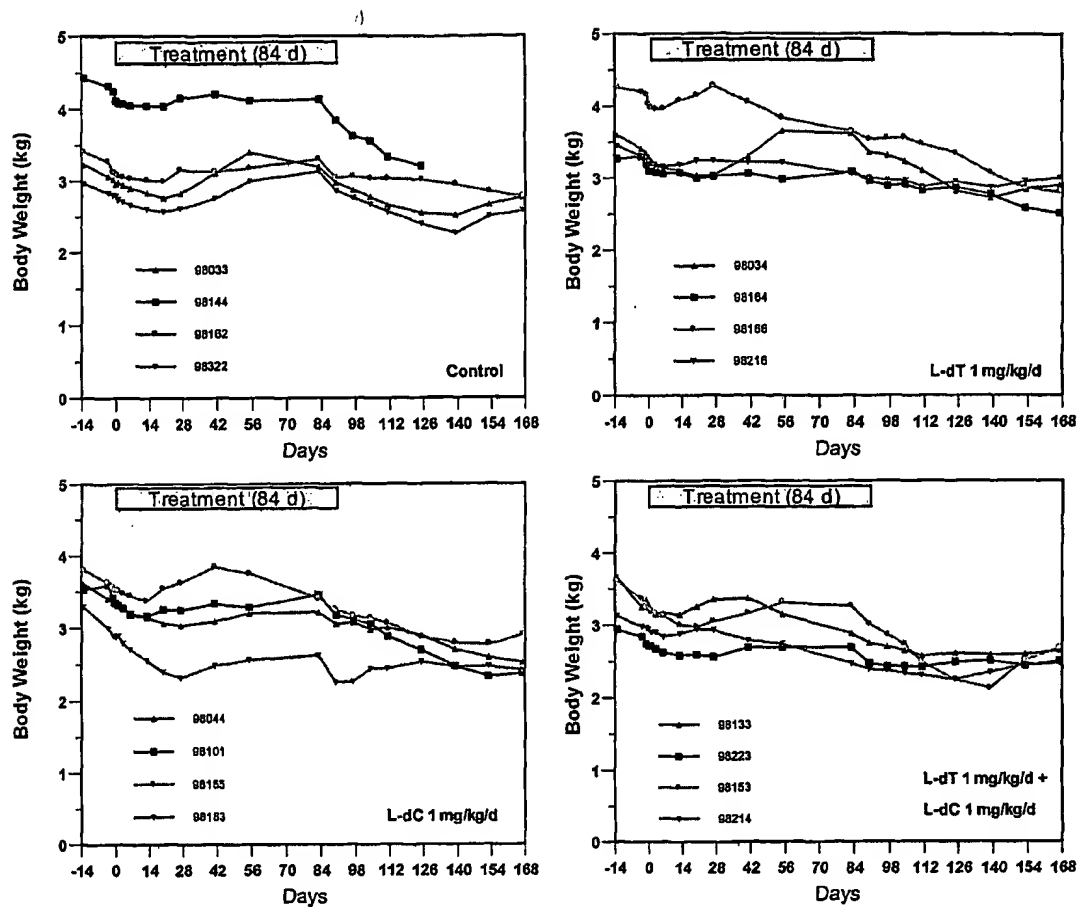 Treatment (84 d)
Body Weight (kg)
5
4
3
2
1
0
98033
98144
98162
98322
Control
-14 0 14 28 42 56 70 84 98 112 126 140 154 168
Days
Treatment (84 d)
Body Weight (kg)
5
4
3
2
1
0
98034
98164
98166
98216
L-dT 1 mg/kg/d
-14 0 14 28 42 56 70 84 98 112 126 140 154 168
Days
Treatment (84 d)
Body Weight (kg)
5
4
3
2
1
0
98044
98101
98165
98183
L-dC 1 mg/kg/d
-14 0 14 28 42 56 70 84 98 112 126 140 154 168
Days
Treatment (84 d)
Body Weight (kg)
5
4
3
2
1
0
98133
98223
98153
98214
L-dT 1 mg/kg/d +
L-dC 1 mg/kg/d
-14 0 14 28 42 56 70 84 98 112 126 140 154 168
Days